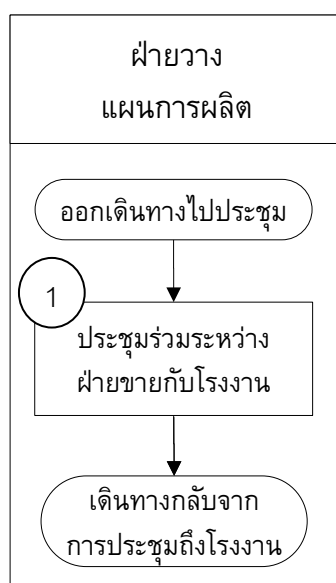 ฝ่ายวาง
แผนการผลิต
ออกเดินทางไปประชุม
1
ประชุมร่วมระหว่าง
ฝ่ายขายกับโรงงาน
เดินทางกลับจาก
การประชุมถึงโรงงาน